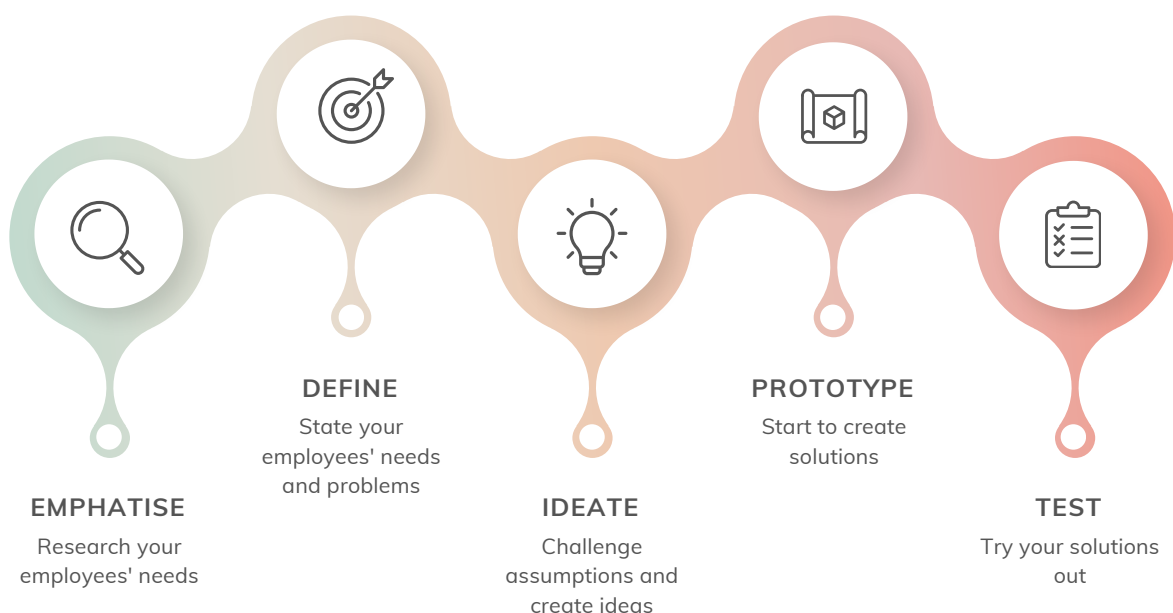 EMPHATISE
Research your
employees' needs
DEFINE
State your
employees' needs
and problems
IDEATE
Challenge
assumptions and
create ideas
PROTOTYPE
Start to create
solutions
TEST
Try your solutions
out